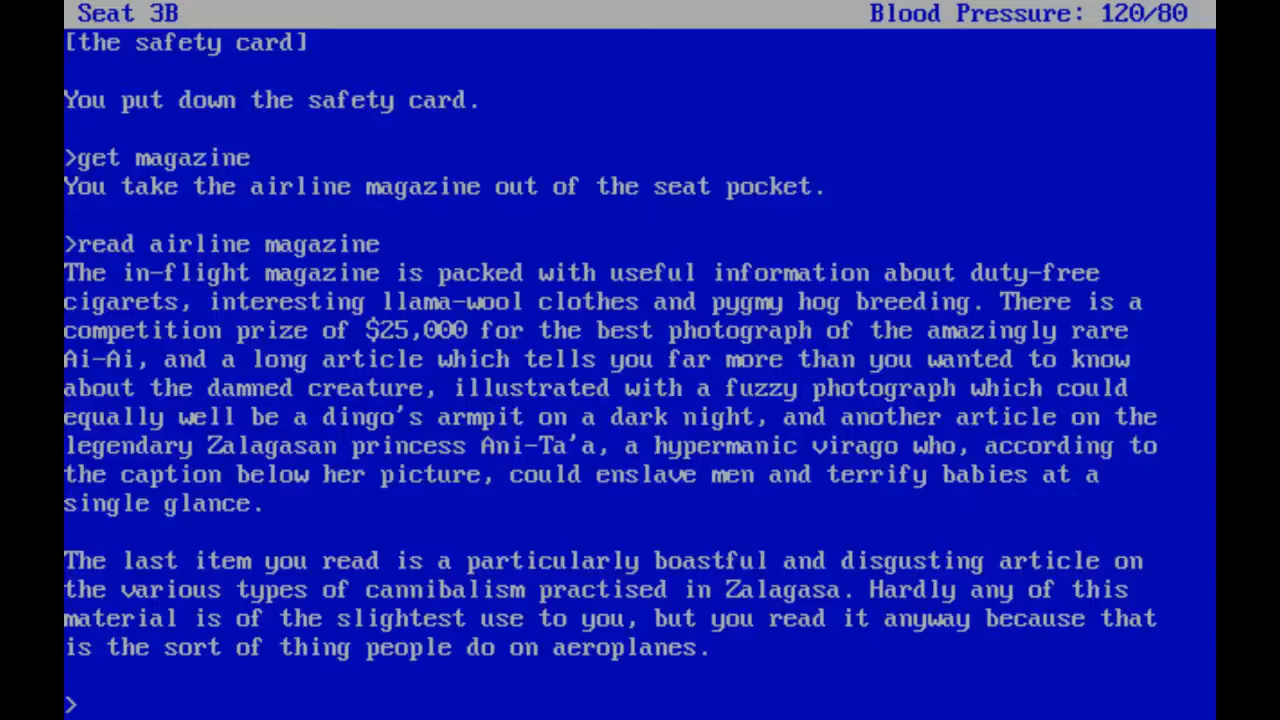 Seat 3B Blood Pressure: 120/80
[the safety card]
You put down the safety card.
>get magazine
You take the airline magazine out of the seat pocket.
>read airline magazine
The in-flight magazine is packed with useful information about duty-free
cigarets, interesting llama-wool clothes and pygmy hog breeding. There is a
competition prize of $25,000 for the best photograph of the amazingly rare
Ai-Ai, and a long article which tells you far more than you wanted to know
about the damned creature, illustrated with a fuzzy photograph which could
equally well be a dingo's armpit on a dark night, and another article on the
legendary Zalagasan princess Ani-Ta'a, a hypermanic virago who, according to
the caption below her picture, could enslave men and terrify babies at a
single glance.
The last item you read is a particularly boastful and disgusting article on
the various types of cannibalism practised in Zalagasa. Hardly any of this
material is of the slightest use to you, but you read it anyway because that
is the sort of thing people do on aeroplanes.
>